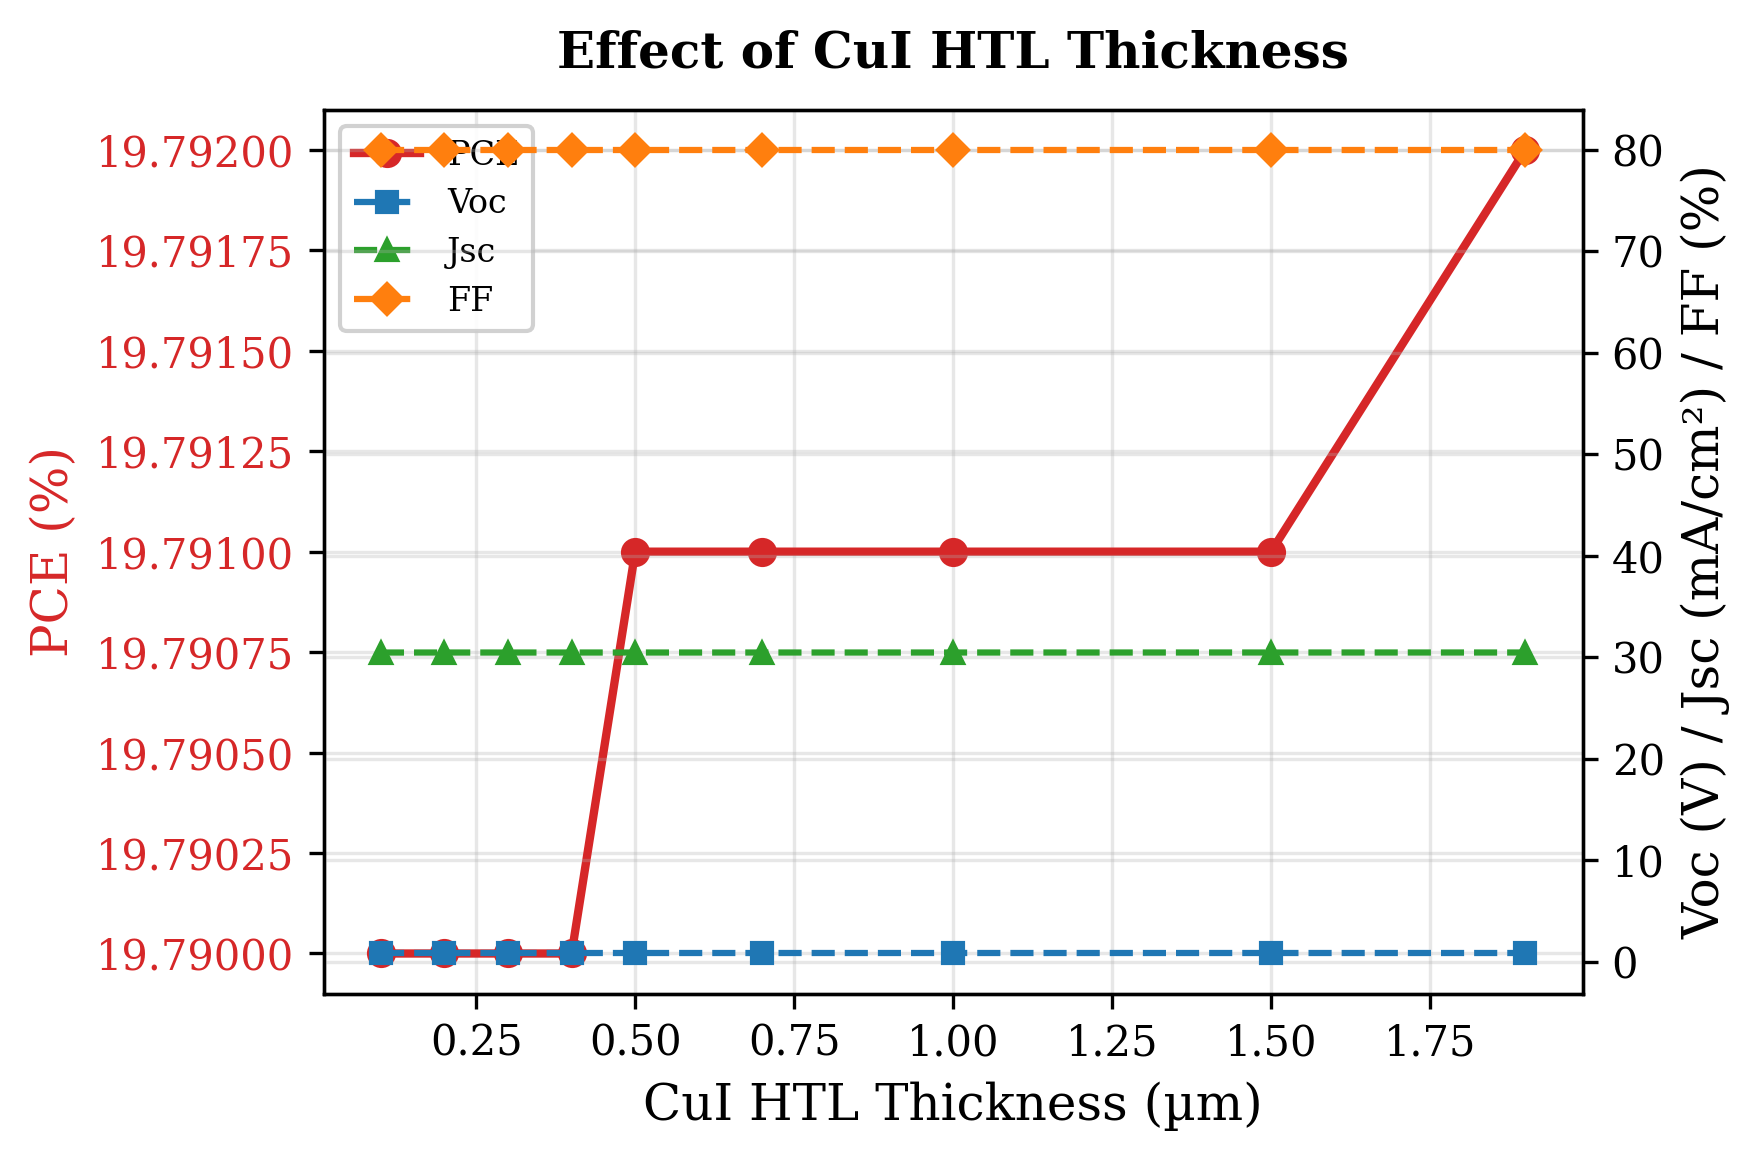 Effect of CuI HTL Thickness
PCE (%)
19.79200
19.79175
19.79150
19.79125
19.79100
19.79075
19.79050
19.79025
19.79000
PCE
Voc
Jsc
FF
80
70
60
50
40
30
20
10
0
Voc (V) / Jsc (mA/cm²) / FF (%)
0.25 0.50 0.75 1.00 1.25 1.50 1.75
CuI HTL Thickness (µm)